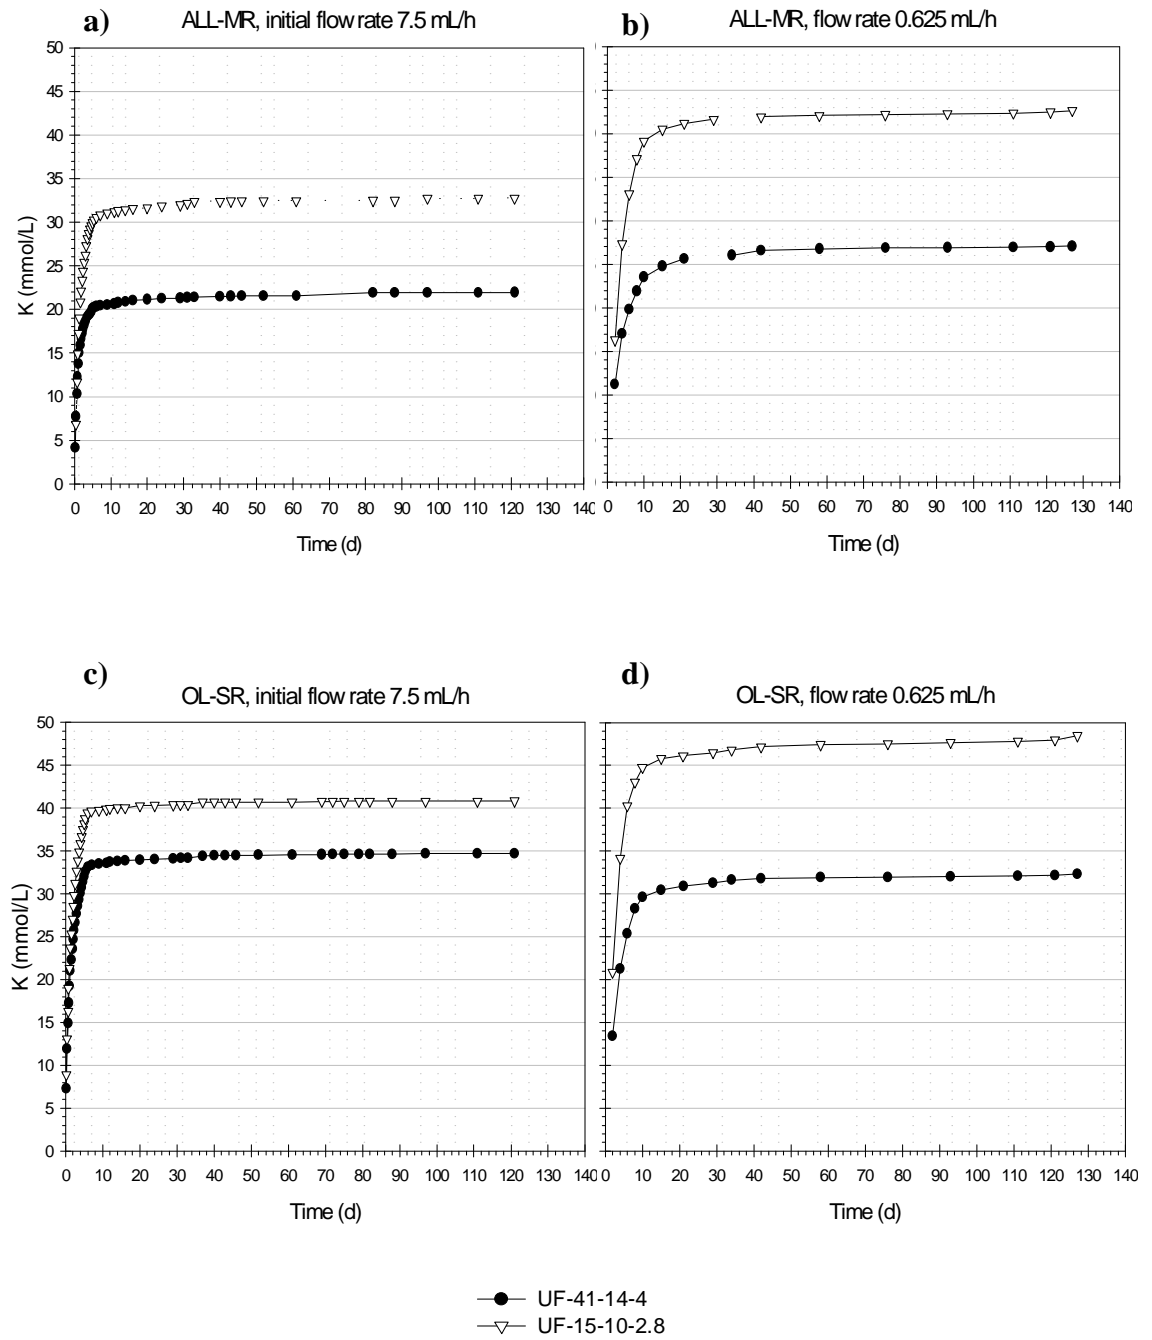 a) ALL-MR, initial flow rate 7.5 mL/h
b) ALL-MR, flow rate 0.625 mL/h
50
45
40
35
30
25
20
15
10
5
0
K (mmol/L)
0 10 20 30 40 50 60 70 80 90 100 110 120 130 140
Time (d)
0 10 20 30 40 50 60 70 80 90 100 110 120 130 140
Time (d)
c) OL-SR, initial flow rate 7.5 mL/h
d) OL-SR, flow rate 0.625 mL/h
50
45
40
35
30
25
20
15
10
5
0
K (mmol/L)
0 10 20 30 40 50 60 70 80 90 100 110 120 130 140
Time (d)
0 10 20 30 40 50 60 70 80 90 100 110 120 130 140
Time (d)
UF-41-14-4
UF-15-10-2.8